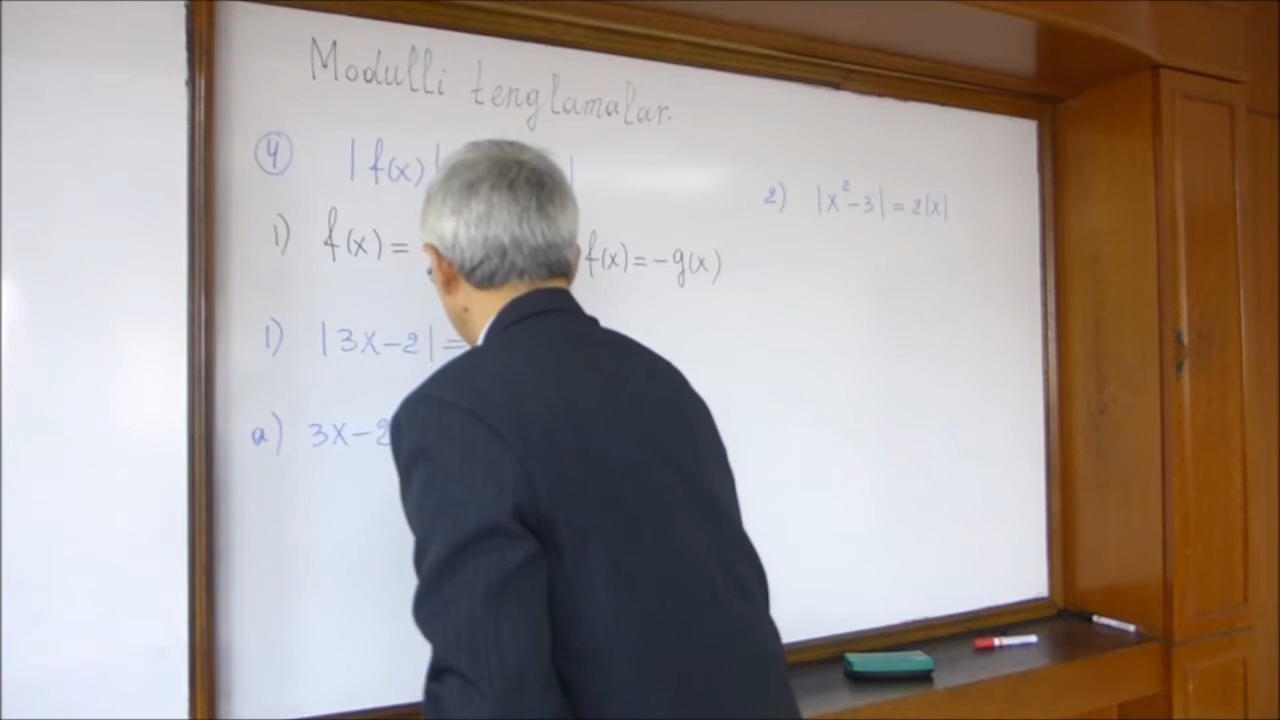 Modulli tenglamalar.
4 |f(x)| |
1) f(x) = f(x) = -g(x)
1) |3x-2| =
a) 3x-2
2) |x²-3| = 2|x|